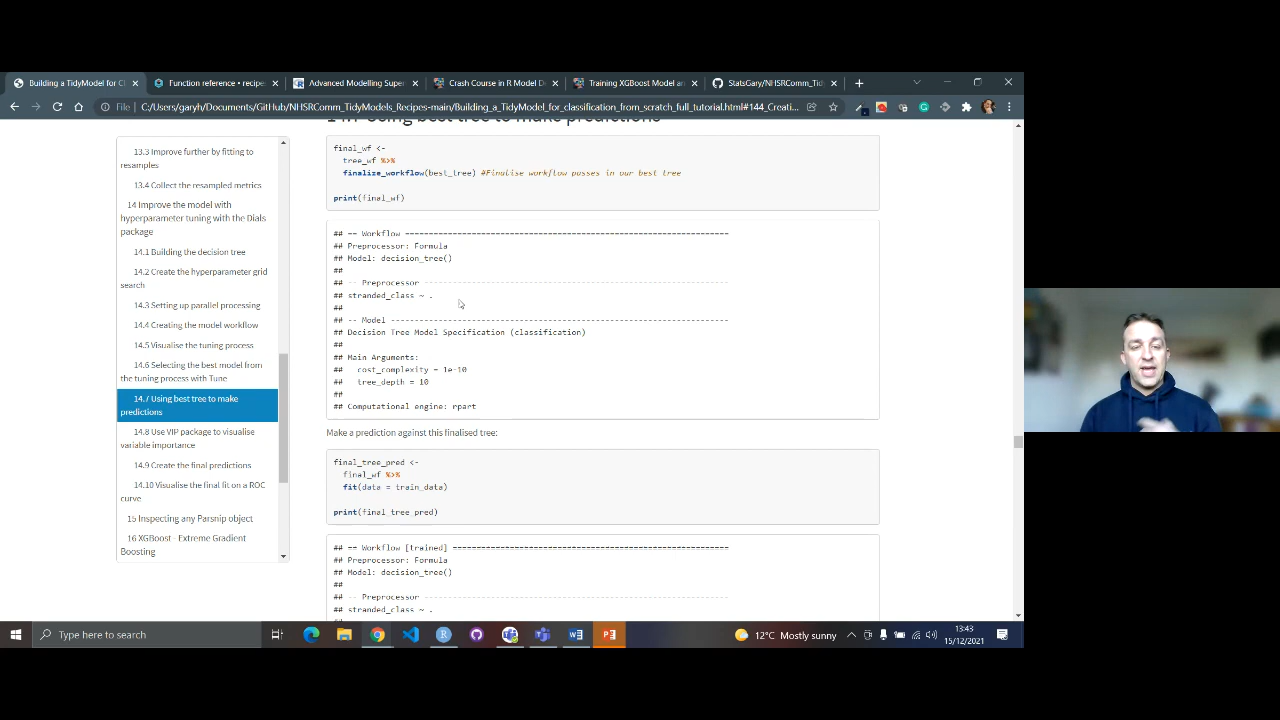 Building a TidyModel for Cl
Function reference • recipe
Advanced Modelling Super
Crash Course in R Model D
Training XGBoost Model an
StatsGary/NHSRComm_Tidy
File
C:/Users/garyh/Documents/GitHub/NHSRComm_TidyModels_Recipes-main/Building_a_TidyModel_for_classification_from_scratch_full_tutorial.html#144_Creati...
13.3 Improve further by fitting to
resamples
13.4 Collect the resampled metrics
14 Improve the model with
hyperparameter tuning with the Dials
package
14.1 Building the decision tree
14.2 Create the hyperparameter grid
search
14.3 Setting up parallel processing
14.4 Creating the model workflow
14.5 Visualise the tuning process
14.6 Selecting the best model from
the tuning process with Tune
14.7 Using best tree to make
predictions
14.8 Use VIP package to visualise
variable importance
14.9 Create the final predictions
14.10 Visualise the final fit on a ROC
curve
15 Inspecting any Parsnip object
16 XGBoost - Extreme Gradient
Boosting
14.7 Using best tree to make predictions
final_wf <-
tree_wf %>%
finalize_workflow(best_tree) #Finalise workflow passes in our best tree
print(final_wf)
## == Workflow ====================================================================
## Preprocessor: Formula
## Model: decision_tree()
##
## -- Preprocessor ----------------------------------------------------------------
## stranded_class ~ .
##
## -- Model -----------------------------------------------------------------------
## Decision Tree Model Specification (classification)
##
## Main Arguments:
## cost_complexity = 1e-10
## tree_depth = 10
##
## Computational engine: rpart
Make a prediction against this finalised tree:
final_tree_pred <-
final_wf %>%
fit(data = train_data)
print(final_tree_pred)
## == Workflow [trained] ==========================================================
## Preprocessor: Formula
## Model: decision_tree()
##
## -- Preprocessor ----------------------------------------------------------------
## stranded_class ~ .
##
Type here to search
12°C Mostly sunny
13:43
15/12/2021